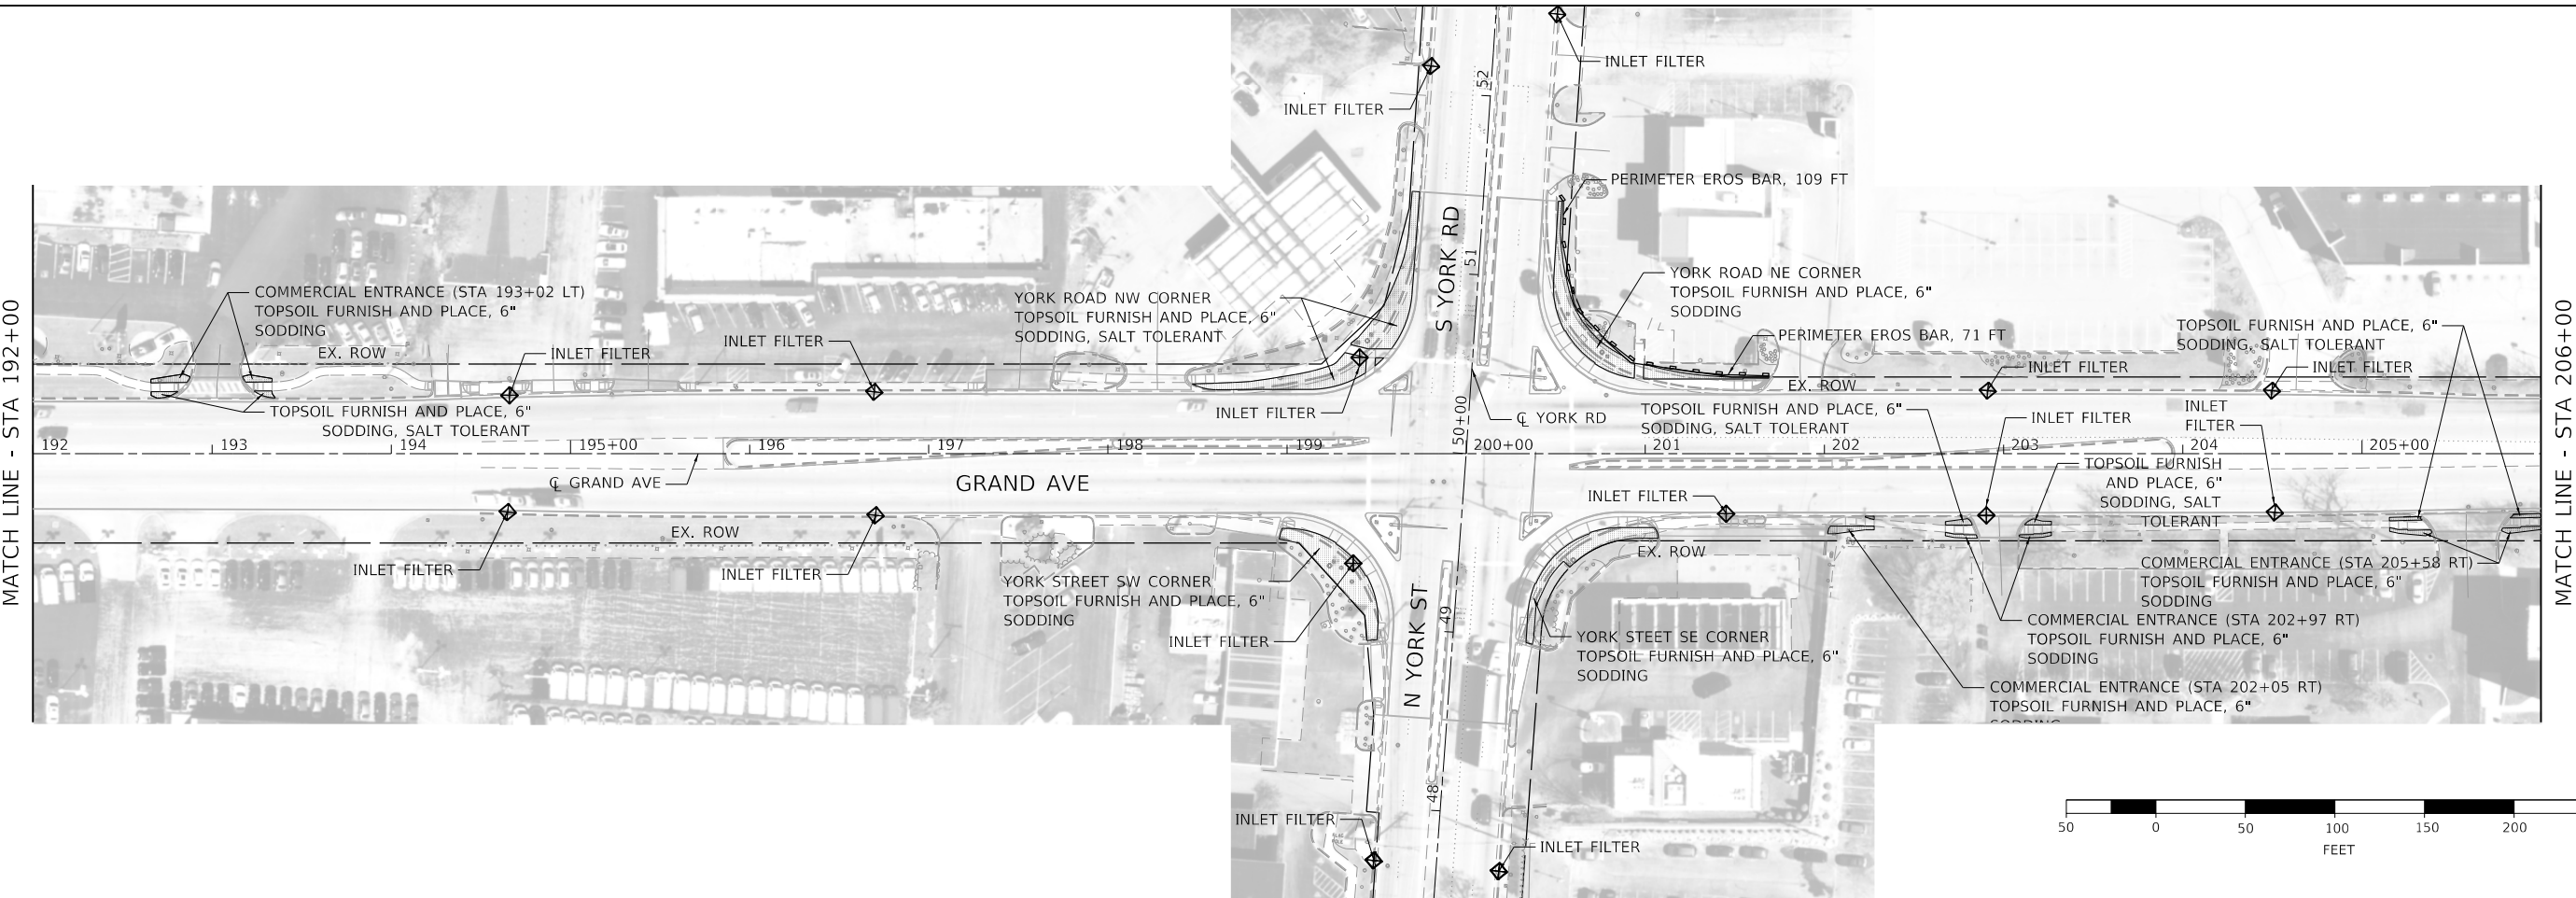 INLET FILTER
INLET FILTER
52
PERIMETER EROS BAR, 109 FT
S YORK RD
51
YORK ROAD NE CORNER
TOPSOIL FURNISH AND PLACE, 6"
SODDING
COMMERCIAL ENTRANCE (STA 193+02 LT)
TOPSOIL FURNISH AND PLACE, 6"
SODDING
YORK ROAD NW CORNER
TOPSOIL FURNISH AND PLACE, 6"
SODDING, SALT TOLERANT
PERIMETER EROS BAR, 71 FT
TOPSOIL FURNISH AND PLACE, 6"
SODDING, SALT TOLERANT
INLET FILTER
INLET FILTER
EX. ROW
INLET FILTER
INLET FILTER
EX. ROW
TOPSOIL FURNISH AND PLACE, 6"
SODDING, SALT TOLERANT
INLET FILTER
℄ YORK RD
TOPSOIL FURNISH AND PLACE, 6"
SODDING, SALT TOLERANT
INLET FILTER
INLET
FILTER
MATCH LINE - STA 192+00
MATCH LINE - STA 206+00
192
193
194
195+00
196
197
198
199
50+00
200+00
201
202
203
204
205+00
℄ GRAND AVE
GRAND AVE
TOPSOIL FURNISH
AND PLACE, 6"
SODDING, SALT
TOLERANT
INLET FILTER
EX. ROW
EX. ROW
INLET FILTER
INLET FILTER
YORK STREET SW CORNER
TOPSOIL FURNISH AND PLACE, 6"
SODDING
INLET FILTER
N YORK ST
49
YORK STEET SE CORNER
TOPSOIL FURNISH AND PLACE, 6"
SODDING
COMMERCIAL ENTRANCE (STA 205+58 RT)
TOPSOIL FURNISH AND PLACE, 6"
SODDING
COMMERCIAL ENTRANCE (STA 202+97 RT)
TOPSOIL FURNISH AND PLACE, 6"
SODDING
COMMERCIAL ENTRANCE (STA 202+05 RT)
TOPSOIL FURNISH AND PLACE, 6"
48
INLET FILTER
INLET FILTER
50
0
50
100
150
200
FEET